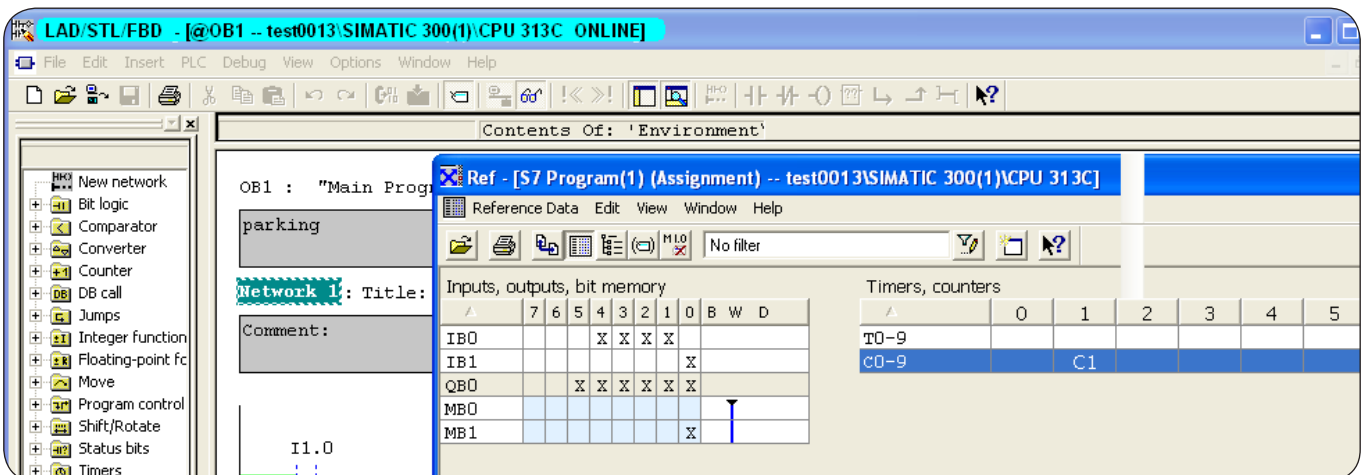 LAD/STL/FBD - [@OB1 -- test0013\SIMATIC 300(1)\CPU 313C ONLINE]
File Edit Insert PLC Debug View Options Window Help
Contents Of: 'Environment'
New network
Bit logic
Comparator
Converter
Counter
DB call
Jumps
Integer function
Floating-point fc
Move
Program control
Shift/Rotate
Status bits
Timers
OB1 : "Main Progr
parking
Network 1: Title:
Comment:
I1.0
Ref - [S7 Program(1) (Assignment) -- test0013\SIMATIC 300(1)\CPU 313C]
Reference Data Edit View Window Help
No filter
Inputs, outputs, bit memory
7 6 5 4 3 2 1 0 B W D
IB0 X X X X
IB1 X
QB0 X X X X X X
MB0
MB1 X
Timers, counters
0 1 2 3 4 5
T0-9
C0-9 C1